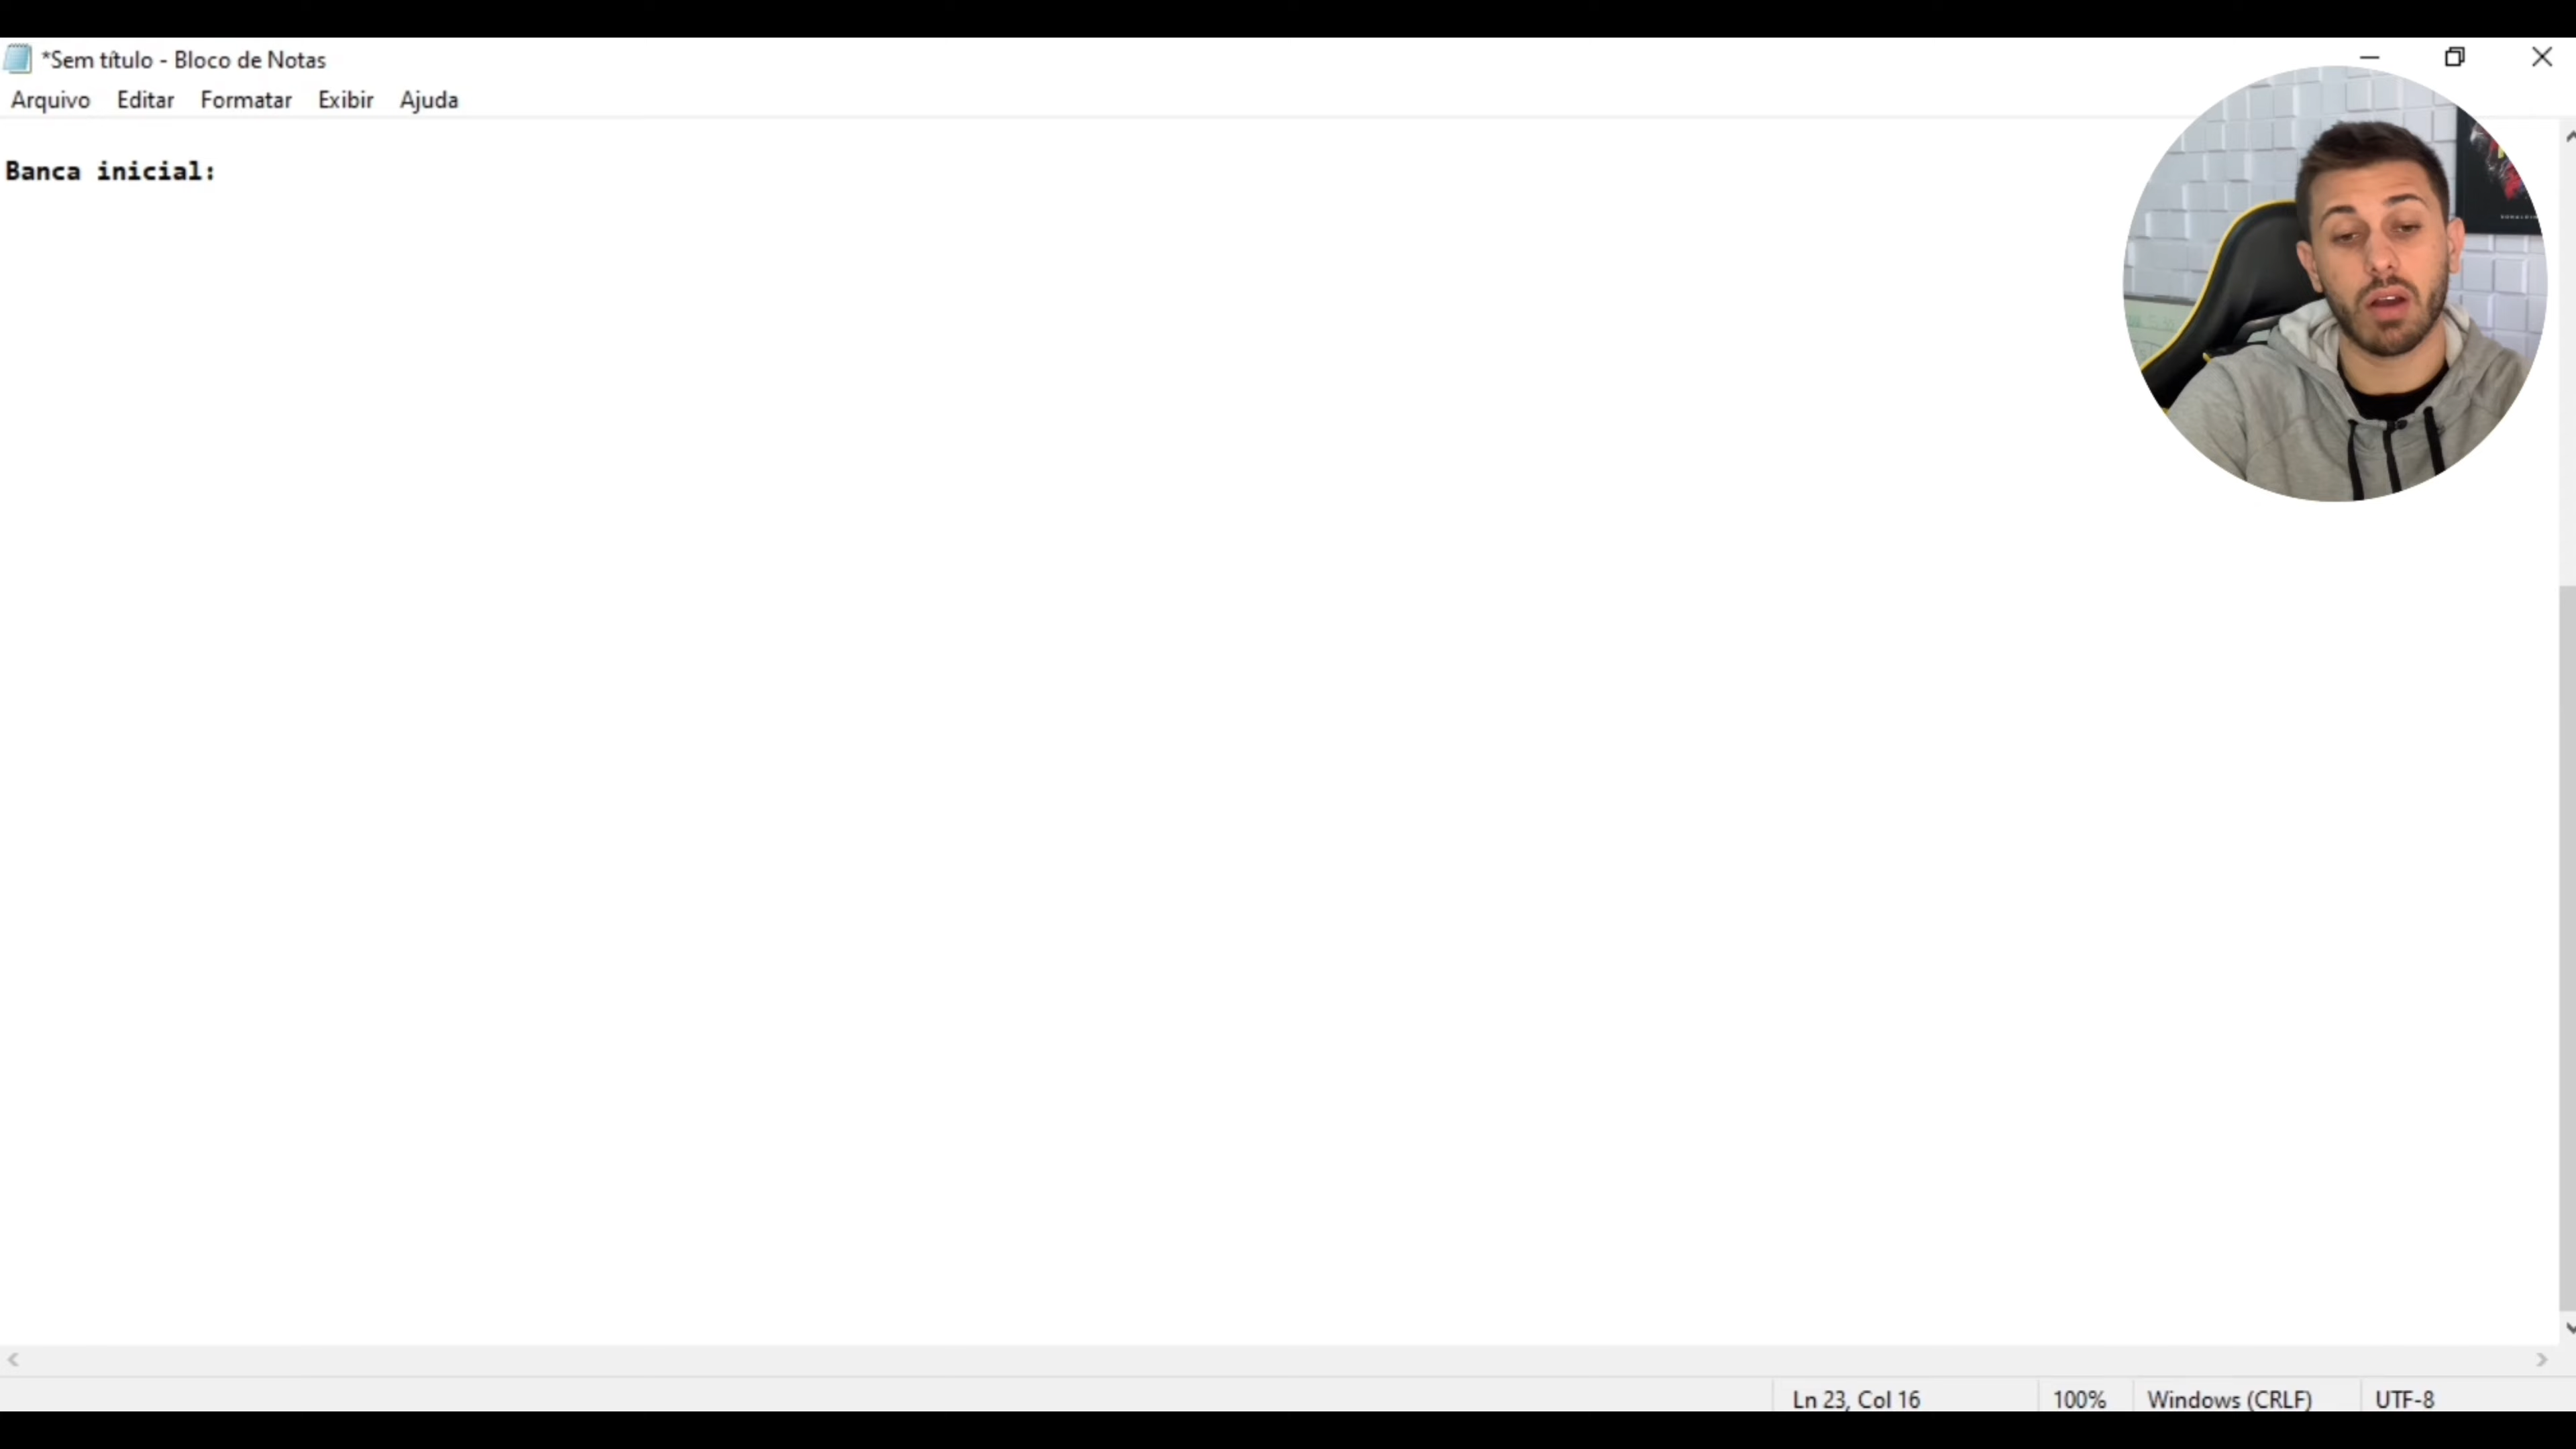 *Sem título - Bloco de Notas
Arquivo Editar Formatar Exibir Ajuda
Banca inicial:
Ln 23, Col 16 100% Windows (CRLF) UTF-8